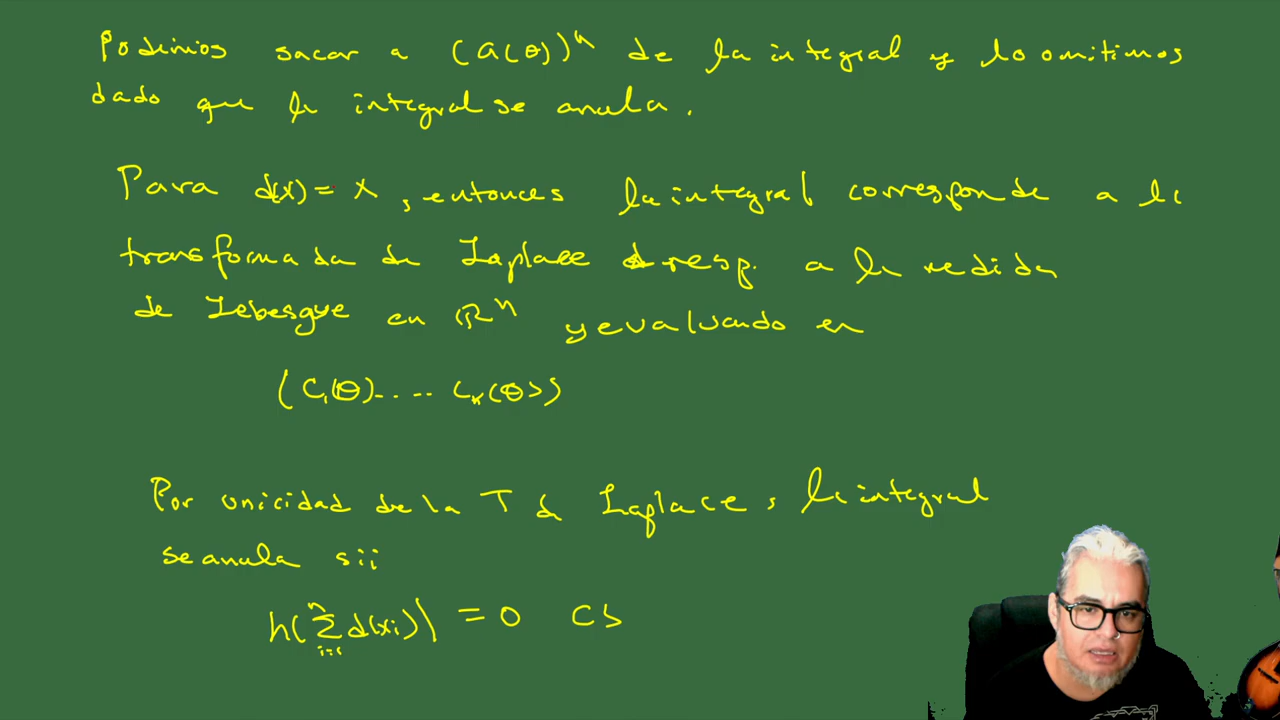 Podemos sacar a (a(θ))^n de la integral y lo omitimos
dado que la integral se anula.
Para d(x) = x, entonces la integral corresponde a la
transformada de Laplace resp. a la medida
de Lebesgue en ℝ^n y evaluando en
(C₁(θ).... Cₖ(θ))
Por unicidad de la T de Laplace, la integral
se anula sii
h(∑_{i=1}^{n} d(xi)) = 0 CS